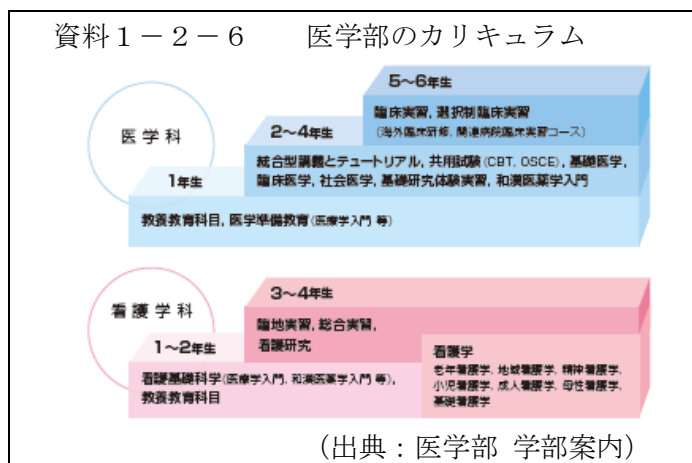 資料1-2-6　医学部のカリキュラム
医学科
5~6年生
臨床実習, 選択制臨床実習
(海外臨床研修, 関連病院臨床実習コース)
2~4年生
統合型講義とテュートリアル, 共用試験(CBT, OSCE), 基礎医学,
臨床医学, 社会医学, 基礎研究体験実習, 和漢医薬学入門
1年生
教養教育科目, 医学準備教育(医療学入門 等)
看護学科
3~4年生
臨地実習, 総合実習,
看護研究
看護学
老年看護学, 地域看護学, 精神看護学,
小児看護学, 成人看護学, 母性看護学,
基礎看護学
1~2年生
看護基礎科学(医療学入門, 和漢医薬学入門 等),
教養教育科目
(出典:医学部 学部案内)